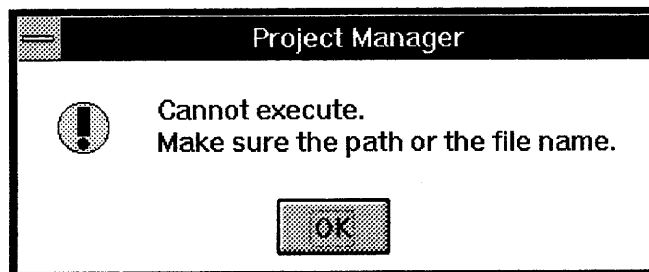 Project Manager
Cannot execute.
Make sure the path or the file name.
OK